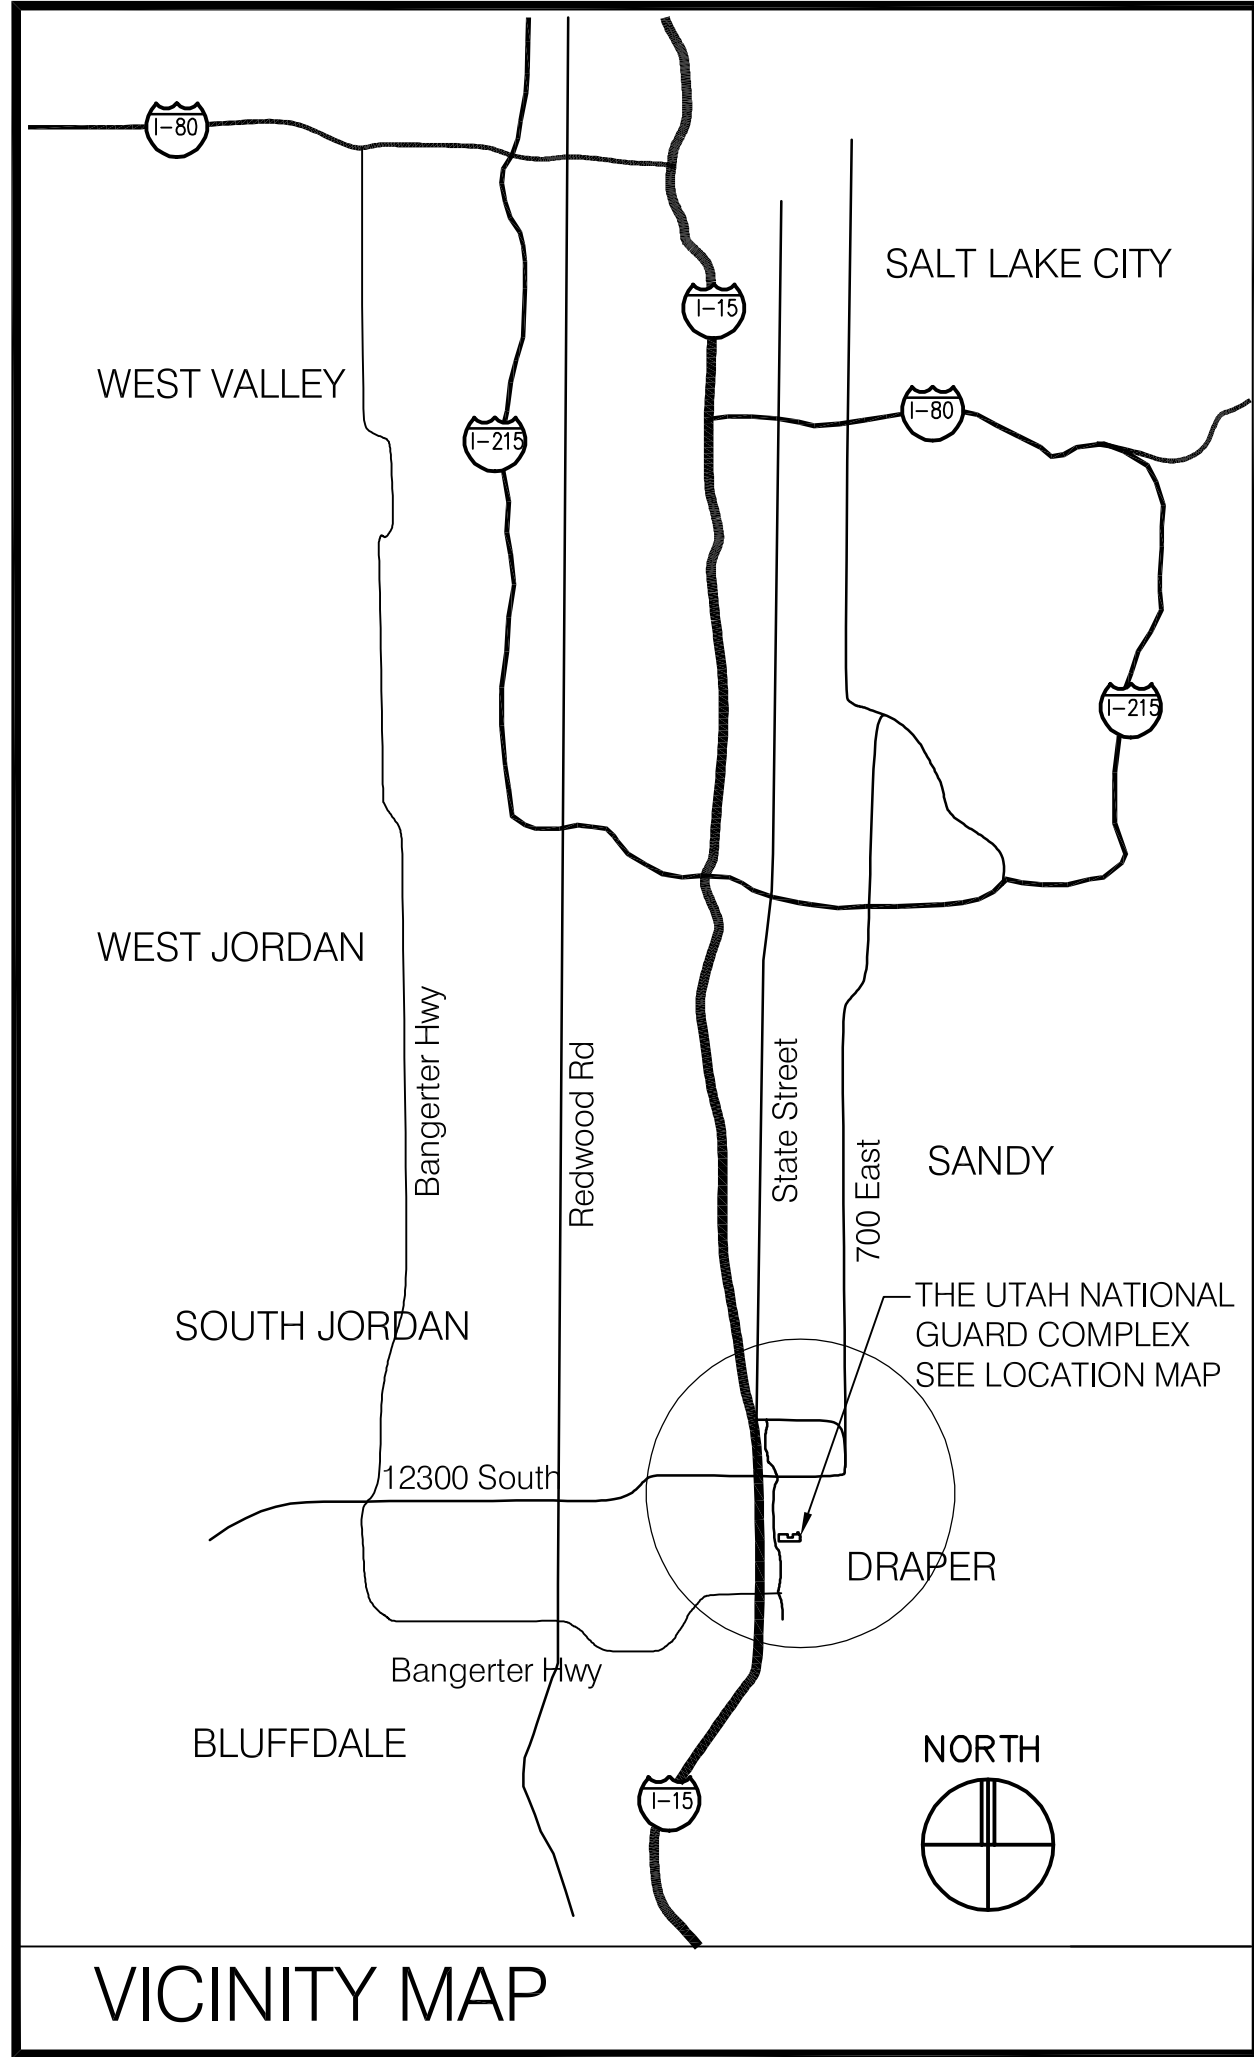 I-80
SALT LAKE CITY
I-15
WEST VALLEY
I-80
I-215
I-215
WEST JORDAN
Bangerter Hwy
Redwood Rd
State Street
700 East
SANDY
THE UTAH NATIONAL
GUARD COMPLEX
SEE LOCATION MAP
SOUTH JORDAN
12300 South
DRAPER
Bangerter Hwy
BLUFFDALE
NORTH
I-15
VICINITY MAP